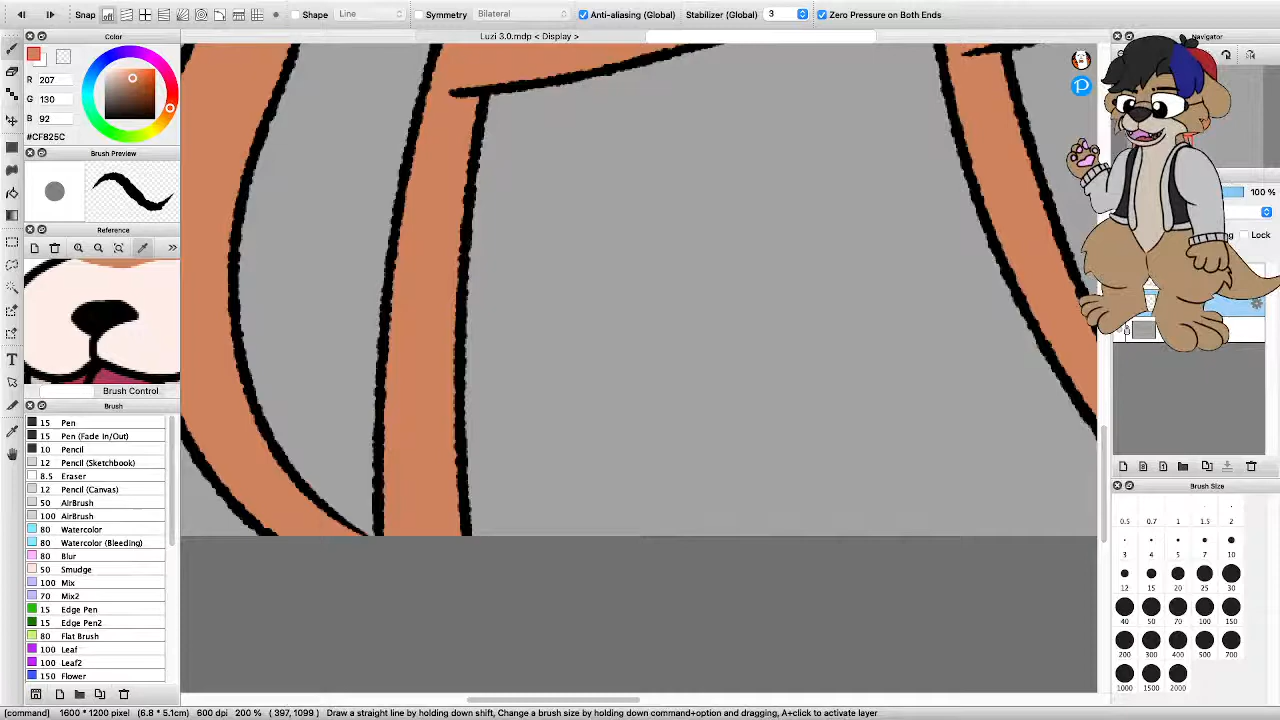 Snap
Shape Line
Symmetry Bilateral
Anti-aliasing (Global)
Stabilizer (Global) 3
Zero Pressure on Both Ends
Color
Luzi 3.0.mdp < Display >
Navigator
R 207
G 130
B 92
#CF825C
Brush Preview
Reference
Brush Control
Brush
15 Pen
15 Pen (Fade In/Out)
10 Pencil
12 Pencil (Sketchbook)
8.5 Eraser
12 Pencil (Canvas)
50 AirBrush
100 AirBrush
80 Watercolor
80 Watercolor (Bleeding)
80 Blur
50 Smudge
100 Mix
70 Mix2
15 Edge Pen
15 Edge Pen2
80 Flat Brush
100 Leaf
100 Leaf2
150 Flower
100 %
Lock
Brush Size
0.5 0.7 1 1.5 2
3 4 5 7 10
12 15 20 25 30
40 50 70 100 150
200 300 400 500 700
1000 1500 2000
[command] 1600 * 1200 pixel (6.8 * 5.1cm) 600 dpi 200 % ( 397, 1099 ) Draw a straight line by holding down shift, Change a brush size by holding down command+option and dragging, A+click to activate layer